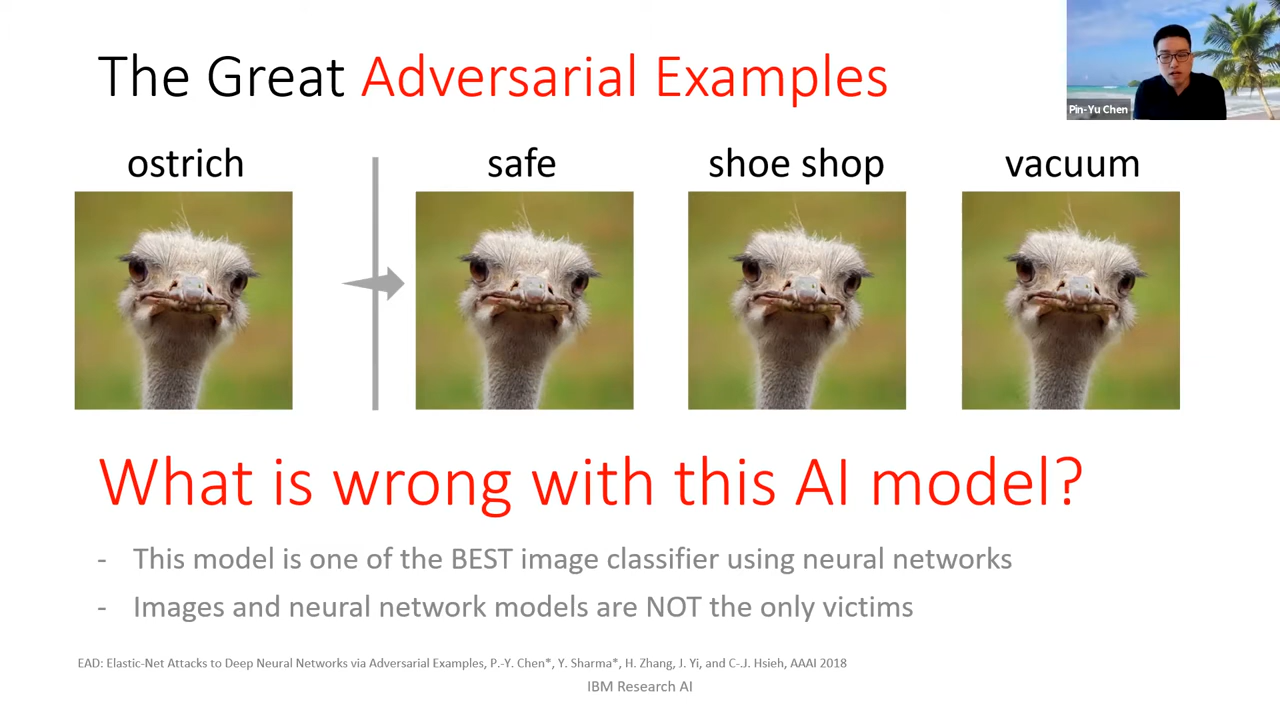 The Great Adversarial Examples
Pin-Yu Chen
ostrich
safe
shoe shop
vacuum
What is wrong with this AI model?
- This model is one of the BEST image classifier using neural networks
- Images and neural network models are NOT the only victims
EAD: Elastic-Net Attacks to Deep Neural Networks via Adversarial Examples, P.-Y. Chen*, Y. Sharma*, H. Zhang, J. Yi, and C-.J. Hsieh, AAAI 2018
IBM Research AI